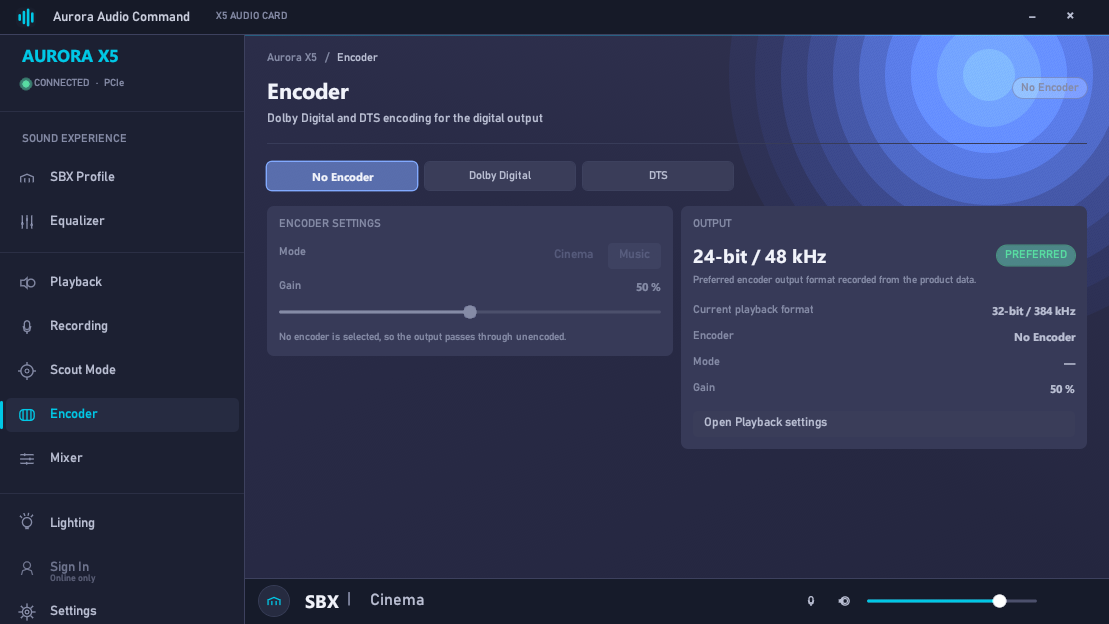 Aurora Audio Command
X5 AUDIO CARD
AURORA X5
CONNECTED - PCIe
SOUND EXPERIENCE
SBX Profile
Equalizer
Playback
Recording
Scout Mode
Encoder
Mixer
Lighting
Sign In
Online only
Settings
Aurora X5 / Encoder
Encoder
No Encoder
Dolby Digital and DTS encoding for the digital output
No Encoder
Dolby Digital
DTS
ENCODER SETTINGS
Mode
Cinema
Music
Gain
50 %
No encoder is selected, so the output passes through unencoded.
OUTPUT
24-bit / 48 kHz
PREFERRED
Preferred encoder output format recorded from the product data.
Current playback format
32-bit / 384 kHz
Encoder
No Encoder
Mode
—
Gain
50 %
Open Playback settings
SBX | Cinema